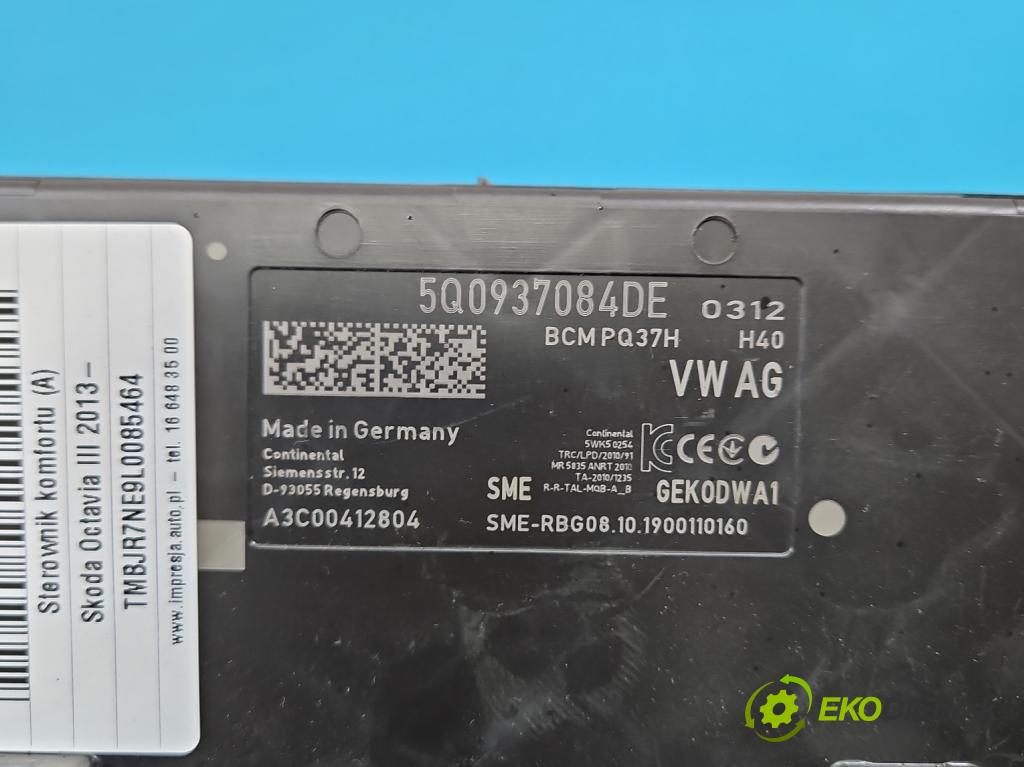 Sterownik komfortu (A)
Skoda Octavia III 2013 –
TMBJR7NE9L0085464
www.impresja.auto.pl – tel. 16 648 35 00
5Q0937084DE 0312
BCM PQ37H H40
VW AG
Made in Germany
Continental
Siemensstr. 12
D-93055 Regensburg
A3C00412804
Continental
5WK50254
TRC/LPD/2010/91
MR 5835 ANRT 2010
TA-2010/1235
R-R-TAL-MQB-A_B
SME
GEKODWA1
SME-RBG08.10.1900110160
EKO